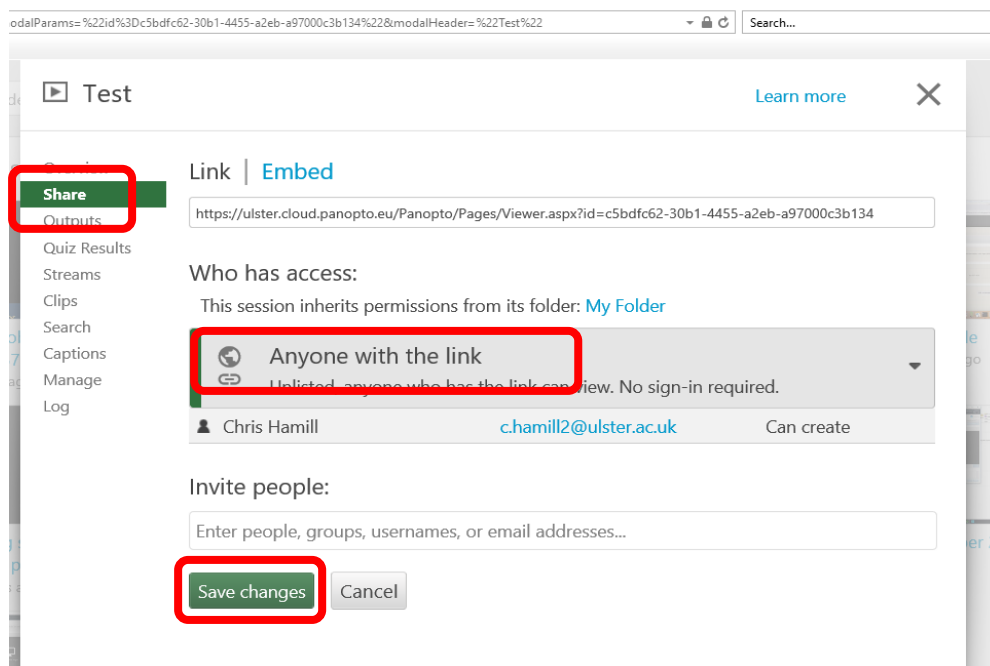 odalParams=%22id%3Dc5bdfc62-30b1-4455-a2eb-a97000c3b134%22&modalHeader=%22Test%22
Search...
Test
Learn more
Overview
Share
Outputs
Quiz Results
Streams
Clips
Search
Captions
Manage
Log
Link | Embed
https://ulster.cloud.panopto.eu/Panopto/Pages/Viewer.aspx?id=c5bdfc62-30b1-4455-a2eb-a97000c3b134
Who has access:
This session inherits permissions from its folder: My Folder
Anyone with the link
Unlisted, anyone who has the link can view. No sign-in required.
Chris Hamill c.hamill2@ulster.ac.uk Can create
Invite people:
Enter people, groups, usernames, or email addresses...
Save changes Cancel